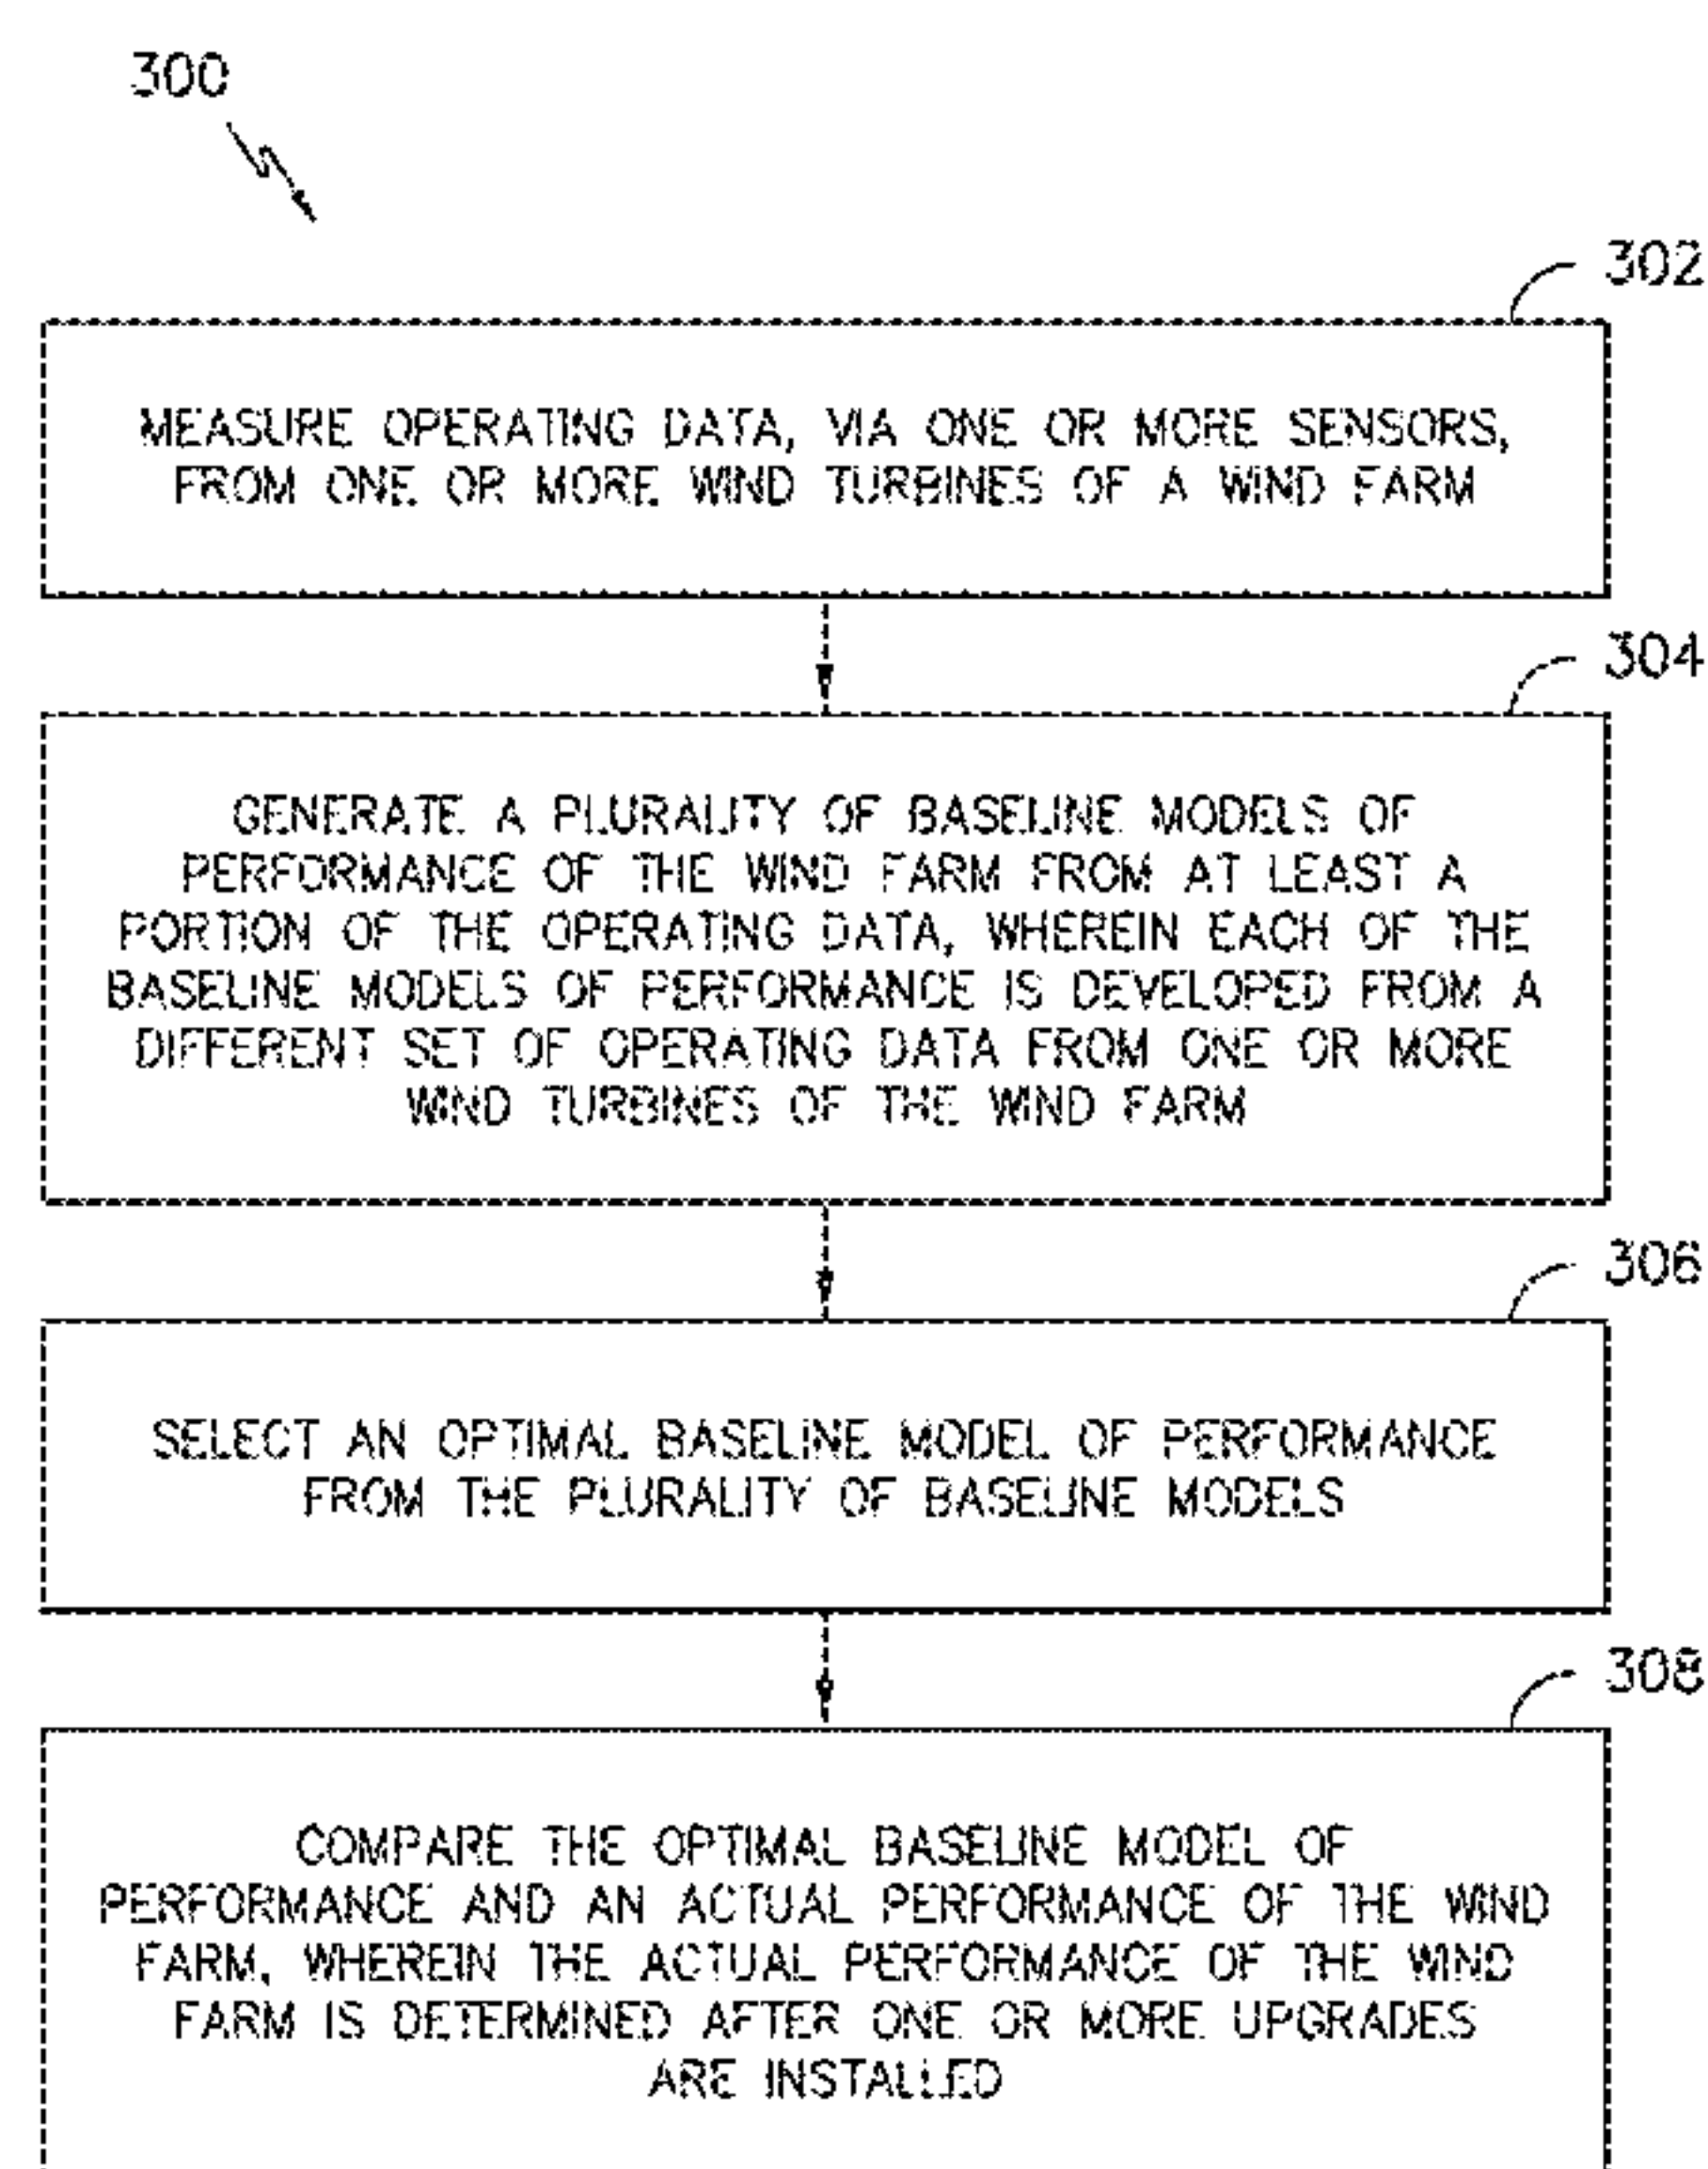 300
302
MEASURE OPERATING DATA, VIA ONE OR MORE SENSORS,
FROM ONE OR MORE WIND TURBINES OF A WIND FARM
304
GENERATE A PLURALITY OF BASELINE MODELS OF
PERFORMANCE OF THE WIND FARM FROM AT LEAST A
PORTION OF THE OPERATING DATA, WHEREIN EACH OF THE
BASELINE MODELS OF PERFORMANCE IS DEVELOPED FROM A
DIFFERENT SET OF OPERATING DATA FROM ONE OR MORE
WIND TURBINES OF THE WIND FARM
306
SELECT AN OPTIMAL BASELINE MODEL OF PERFORMANCE
FROM THE PLURALITY OF BASELINE MODELS
308
COMPARE THE OPTIMAL BASELINE MODEL OF
PERFORMANCE AND AN ACTUAL PERFORMANCE OF THE WIND
FARM, WHEREIN THE ACTUAL PERFORMANCE OF THE WIND
FARM IS DETERMINED AFTER ONE OR MORE UPGRADES
ARE INSTALLED